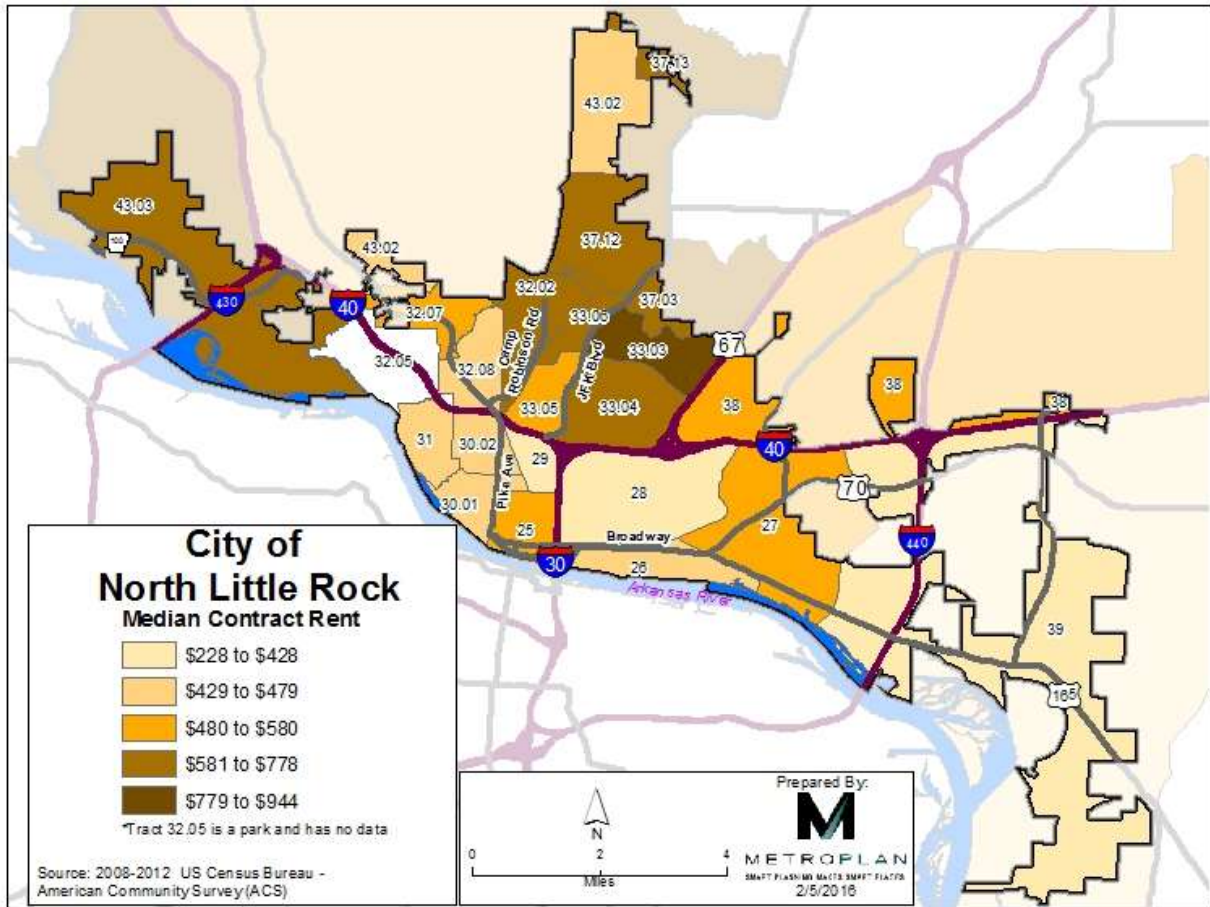 37.13
43.02
43.03
100
43.02
37.12
430
40
32.07
32.02
37.03
33.06
Camp
Robinson Rd
JFK Blvd
33.03
67
32.05
32.08
33.05
33.04
38
38
38
31
30.02
29
40
Pike Ave
28
70
30.01
25
27
Broadway
440
30
26
Arkansas River
39
165
City of
North Little Rock
Median Contract Rent
$228 to $428
$429 to $479
$480 to $580
$581 to $778
$779 to $944
*Tract 32.05 is a park and has no data
Source: 2008-2012 US Census Bureau -
American Community Survey (ACS)
N
0 2 4
Miles
Prepared By:
M
METROPLAN
SMART PLANNING MAKES SMART PLACES
2/5/2016